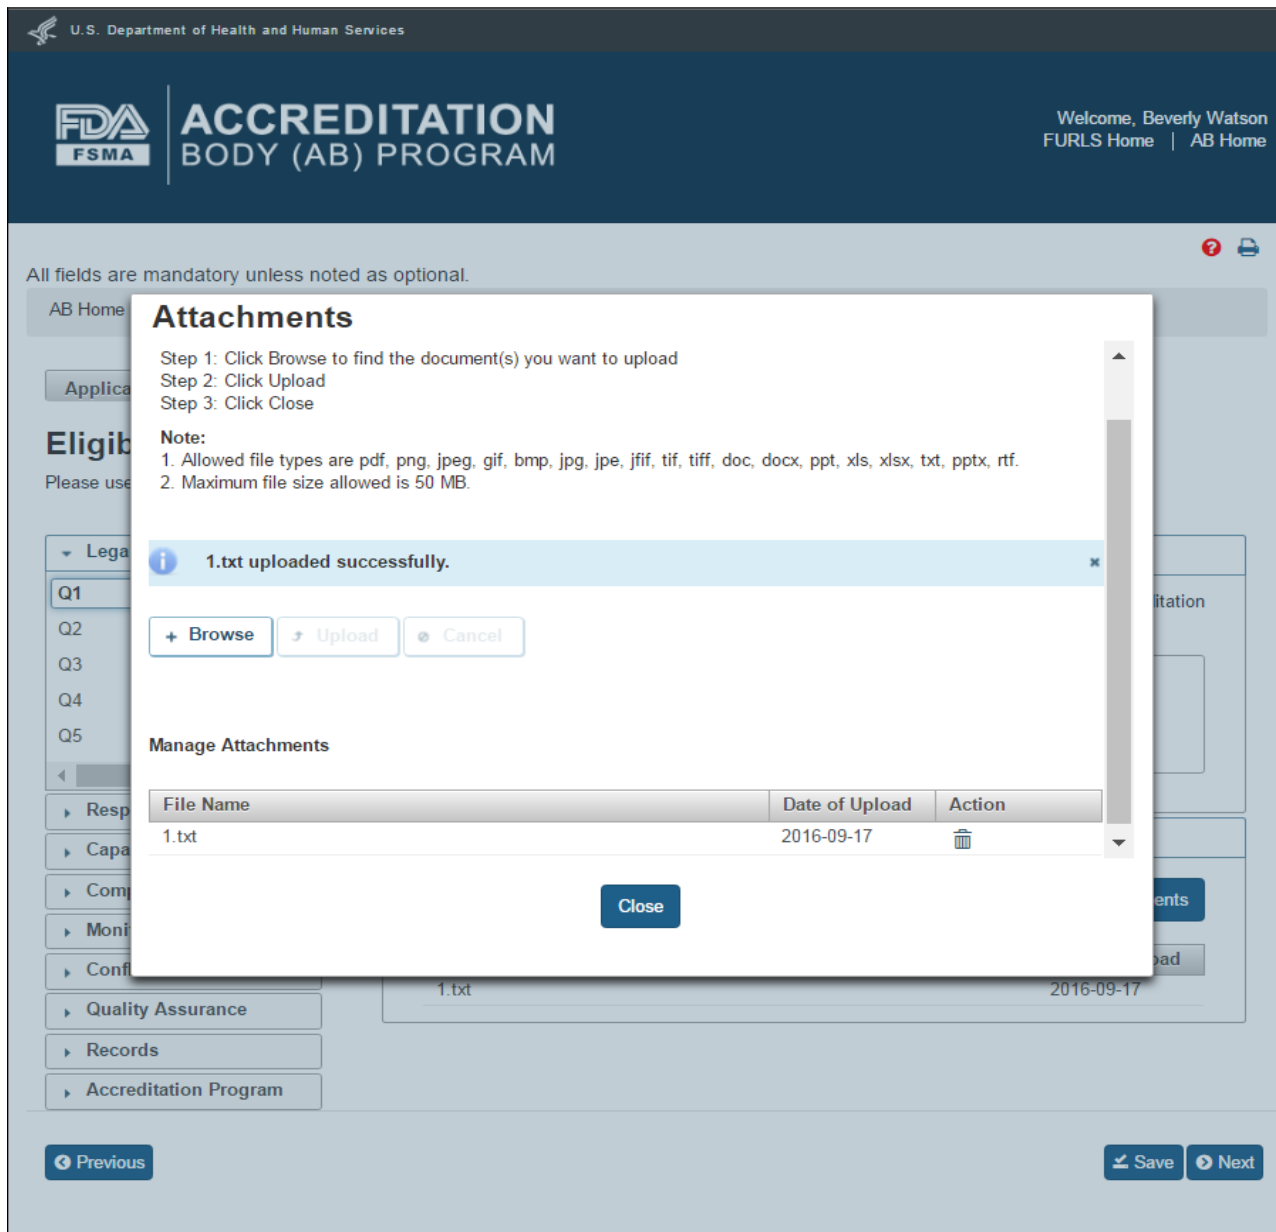 U.S. Department of Health and Human Services
FDA
FSMA
ACCREDITATION
BODY (AB) PROGRAM
Welcome, Beverly Watson
FURLS Home | AB Home
All fields are mandatory unless noted as optional.
AB Home
Attachments
Step 1: Click Browse to find the document(s) you want to upload
Step 2: Click Upload
Step 3: Click Close
Note:
1. Allowed file types are pdf, png, jpeg, gif, bmp, jpg, jpe, jfif, tif, tiff, doc, docx, ppt, xls, xlsx, txt, pptx, rtf.
2. Maximum file size allowed is 50 MB.
Applica
Eligib
Please use
Lega
1.txt uploaded successfully.
Q1
itation
Q2
+ Browse Upload Cancel
Q3
Q4
Q5
Manage Attachments
File Name Date of Upload Action
Resp
1.txt 2016-09-17
Capa
Comp
Close
ents
Moni
Confl
oad
1.txt 2016-09-17
Quality Assurance
Records
Accreditation Program
Previous
Save Next